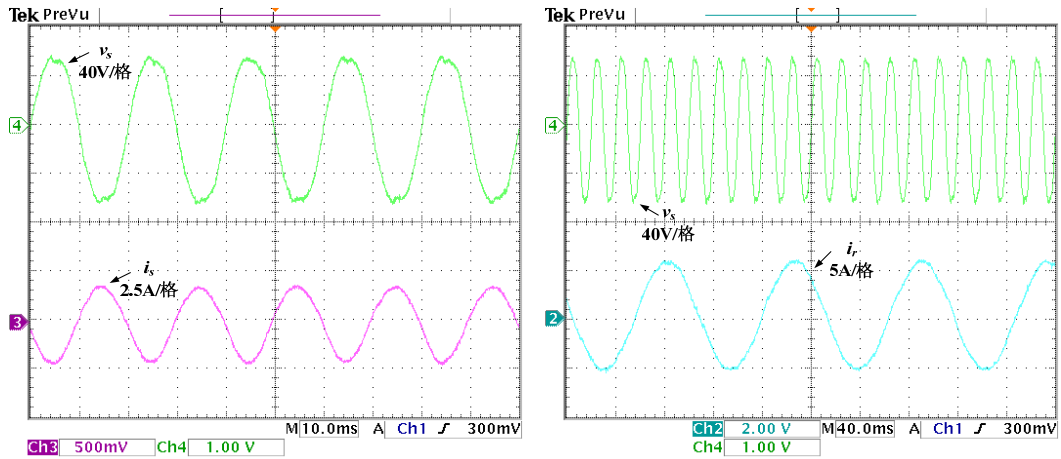 Tek PreVu
vs
40V/格
4
is
2.5A/格
3
M 10.0ms A Ch1 300mV
Ch3 500mV Ch4 1.00 V
Tek PreVu
4
vs
40V/格
ir
5A/格
2
Ch2 2.00 V M 40.0ms A Ch1 300mV
Ch4 1.00 V